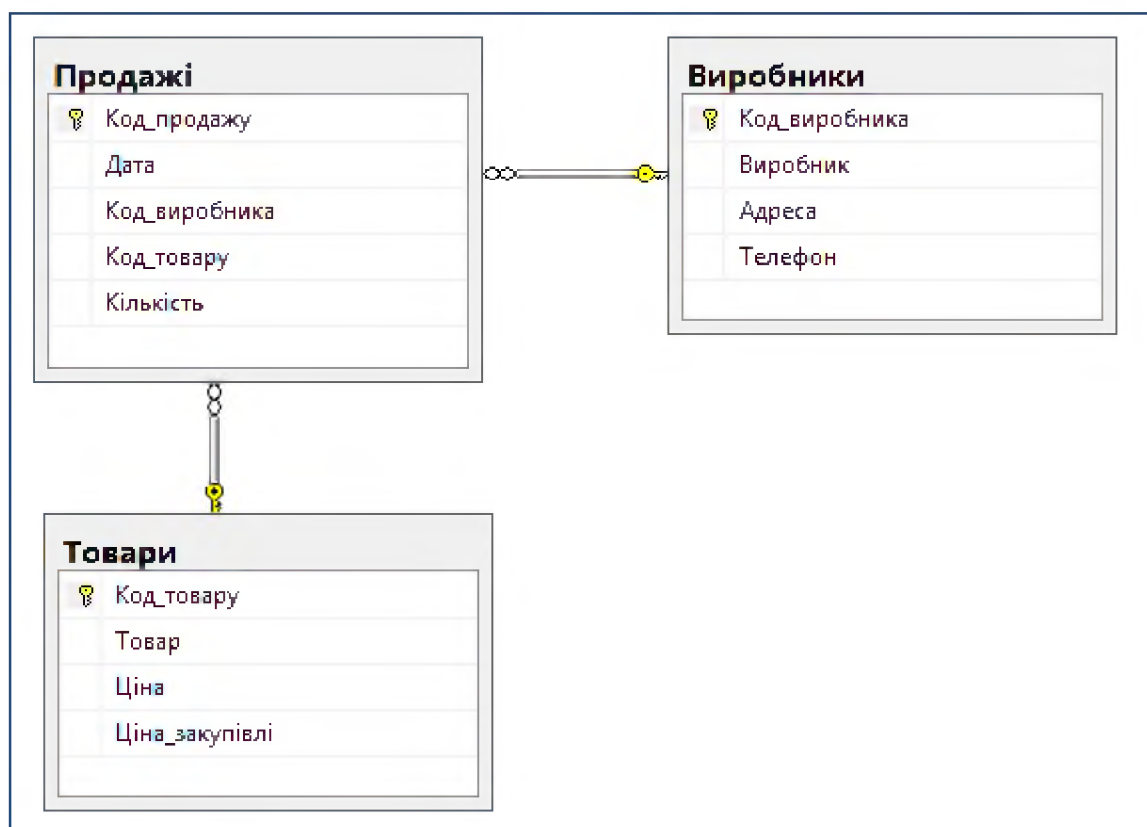 Продажі
Код_продажу
Дата
Код_виробника
Код_товару
Кількість
Виробники
Код_виробника
Виробник
Адреса
Телефон
Товари
Код_товару
Товар
Ціна
Ціна_закупівлі